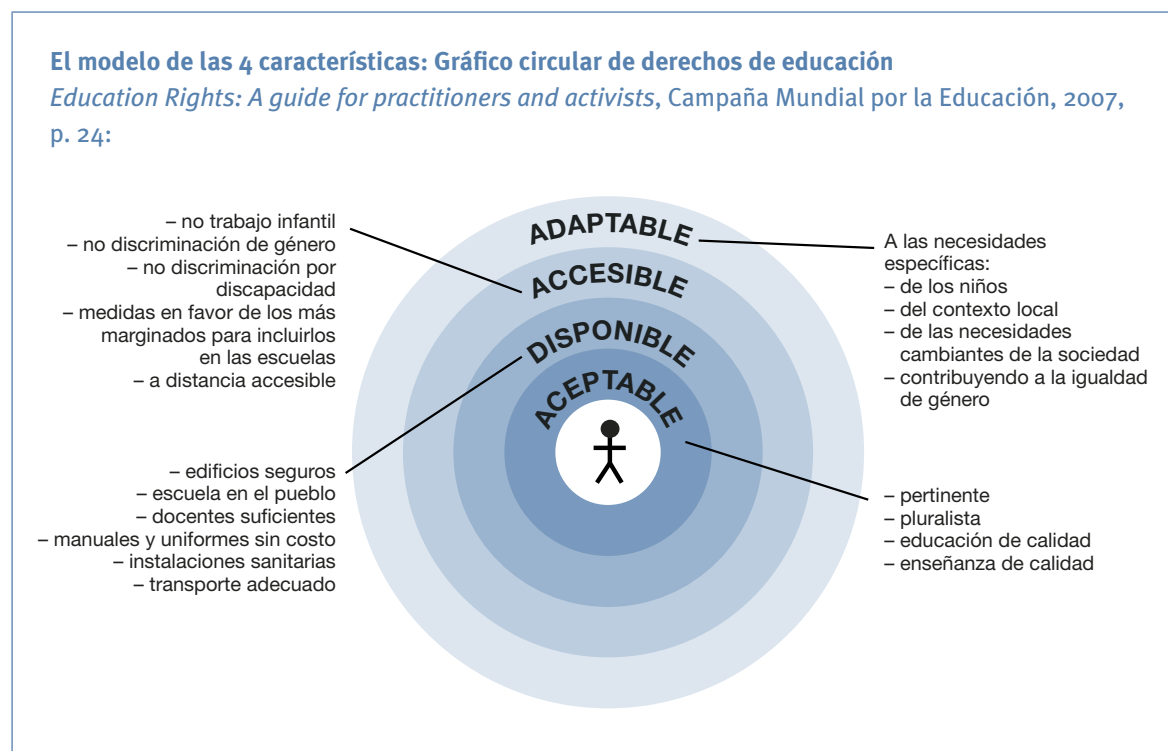 El modelo de las 4 características: Gráfico circular de derechos de educación
Education Rights: A guide for practitioners and activists, Campaña Mundial por la Educación, 2007,
p. 24:
– no trabajo infantil
– no discriminación de género
– no discriminación por
discapacidad
– medidas en favor de los más
marginados para incluirlos
en las escuelas
– a distancia accesible
– edificios seguros
– escuela en el pueblo
– docentes suficientes
– manuales y uniformes sin costo
– instalaciones sanitarias
– transporte adecuado
ADAPTABLE
ACCESIBLE
DISPONIBLE
ACEPTABLE
A las necesidades
específicas:
– de los niños
– del contexto local
– de las necesidades
cambiantes de la sociedad
– contribuyendo a la igualdad
de género
– pertinente
– pluralista
– educación de calidad
– enseñanza de calidad